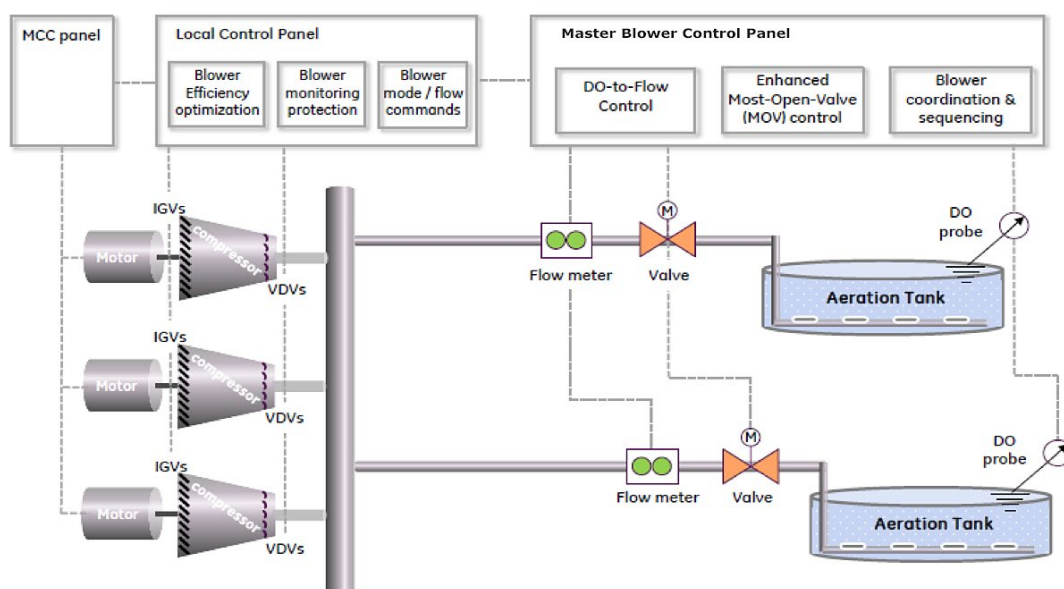 MCC panel
Local Control Panel
Master Blower Control Panel
Blower
Efficiency
optimization
Blower
monitoring
protection
Blower
mode / flow
commands
DO-to-Flow
Control
Enhanced
Most-Open-Valve
(MOV) control
Blower
coordination &
sequencing
IGVs
Motor
compressor
VDVs
M
Flow meter
Valve
DO
probe
Aeration Tank
IGVs
Motor
compressor
VDVs
IGVs
Motor
compressor
VDVs
M
Flow meter
Valve
DO
probe
Aeration Tank